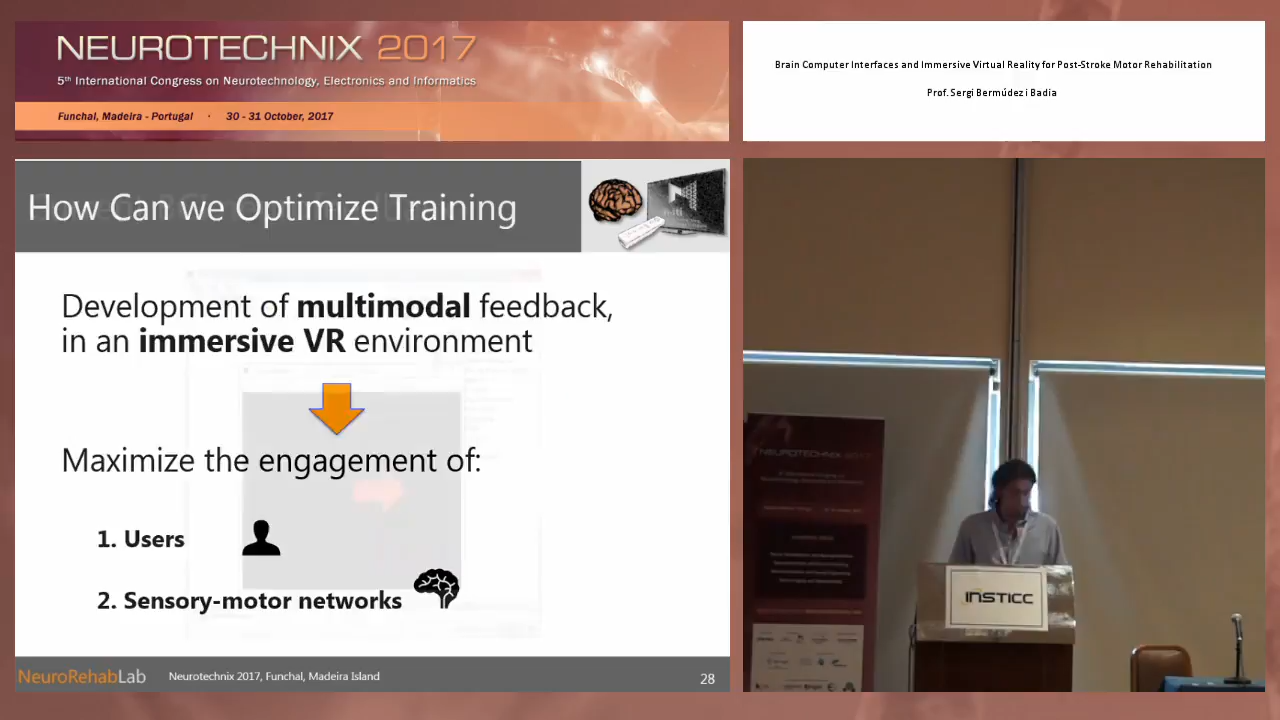 NEUROTECHNIX 2017
5th International Congress on Neurotechnology, Electronics and Informatics
Funchal, Madeira - Portugal · 30 - 31 October, 2017
Brain Computer Interfaces and Immersive Virtual Reality for Post-Stroke Motor Rehabilitation
Prof. Sergi Bermúdez i Badia
How Can we Optimize Training
Development of multimodal feedback,
in an immersive VR environment
Maximize the engagement of:
1. Users
2. Sensory-motor networks
NeuroRehabLab
Neurotechnix 2017, Funchal, Madeira Island
28
NEUROTECHNIX 2017
INSTICC